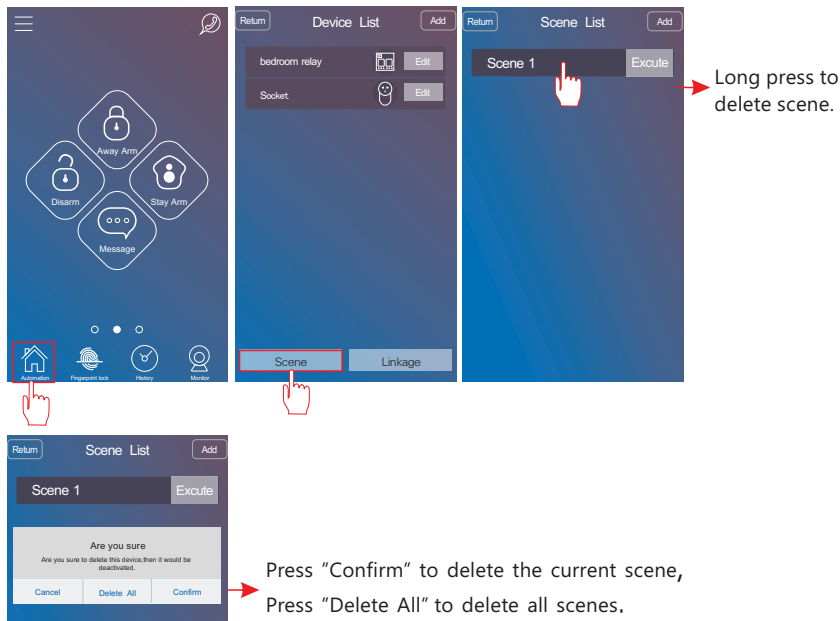 Away Arm
Disarm
Stay Arm
Message
Automation
Fingerprint lock
History
Monitor
Return Device List Add
bedroom relay Edit
Socket Edit
Scene Linkage
Return Scene List Add
Scene 1 Excute
Long press to
delete scene.
Return Scene List Add
Scene 1 Excute
Are you sure
Are you sure to delete this device,then it would be
deactivated.
Cancel Delete All Confirm
Press "Confirm" to delete the current scene,
Press "Delete All" to delete all scenes.